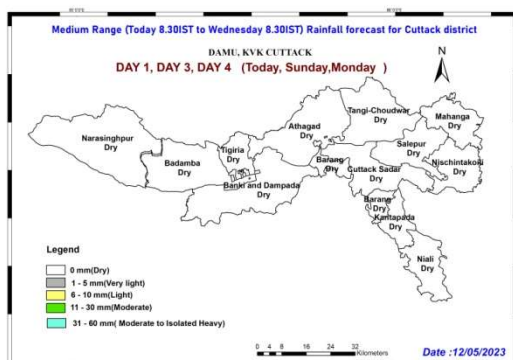 Medium Range (Today 8.30IST to Wednesday 8.30IST) Rainfall forecast for Cuttack district
DAMU, KVK CUTTACK
DAY 1, DAY 3, DAY 4 (Today, Sunday,Monday )
N
Tangi-Choudwar
Dry
Mahanga
Dry
Athagad
Dry
Narasinghpur
Dry
Salepur
Dry
Tigiria
Dry
Badamba
Dry
Barang
Dry
Nischintakoili
Dry
Cuttack Sadar
Dry
Banki and Dampada
Dry
Barang
Dry
Kantapada
Dry
Niali
Dry
Legend
0 mm(Dry)
1 - 5 mm(Very light)
6 - 10 mm(Light)
11 - 30 mm(Moderate)
31 - 60 mm( Moderate to Isolated Heavy)
0 4 8 16 24 32
Kilometers
Date :12/05/2023